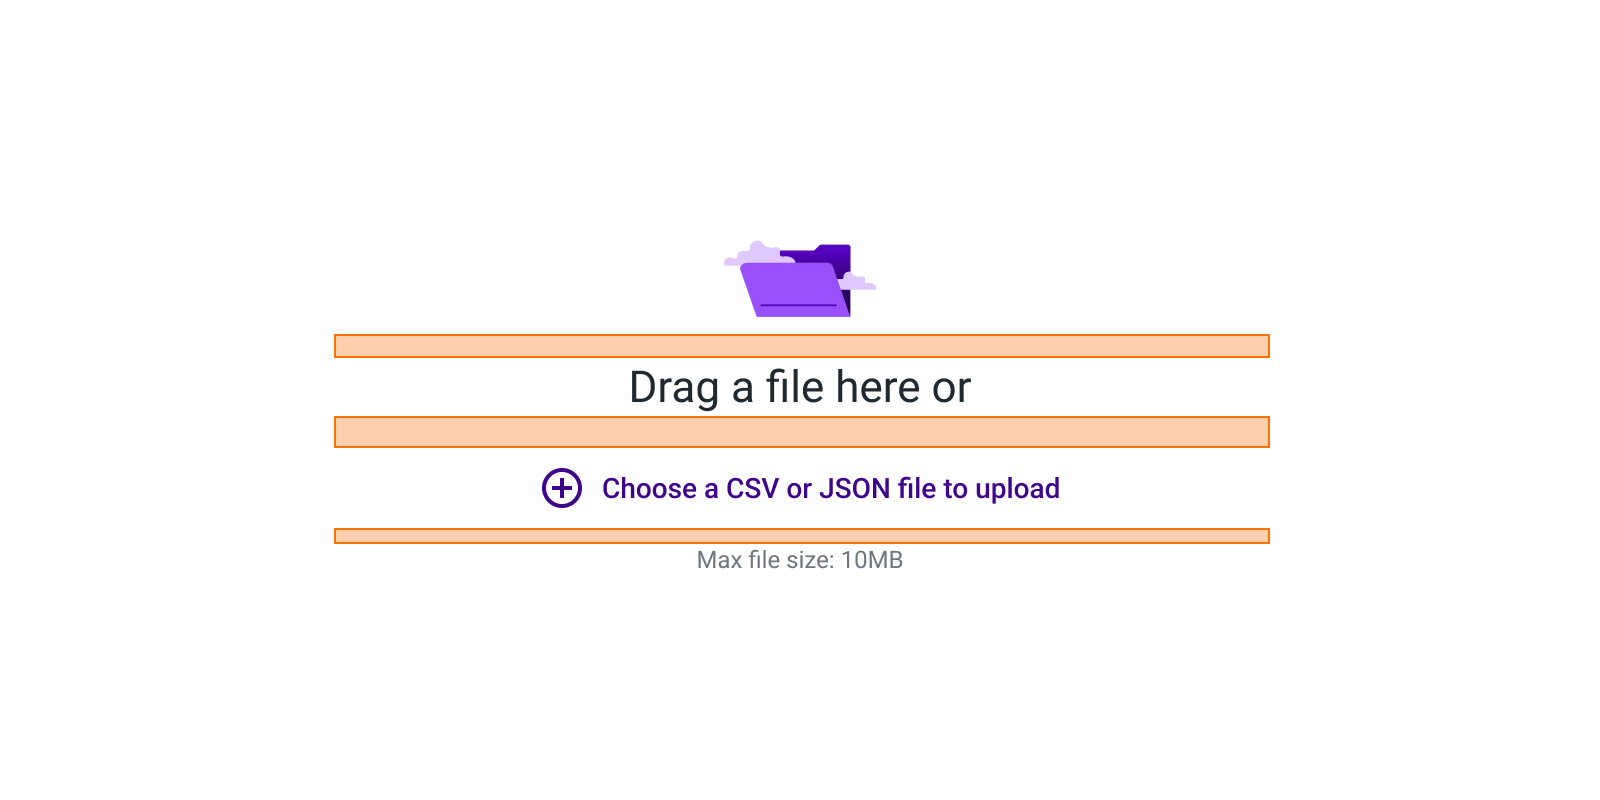 Drag a file here or
Choose a CSV or JSON file to upload
Max file size: 10MB